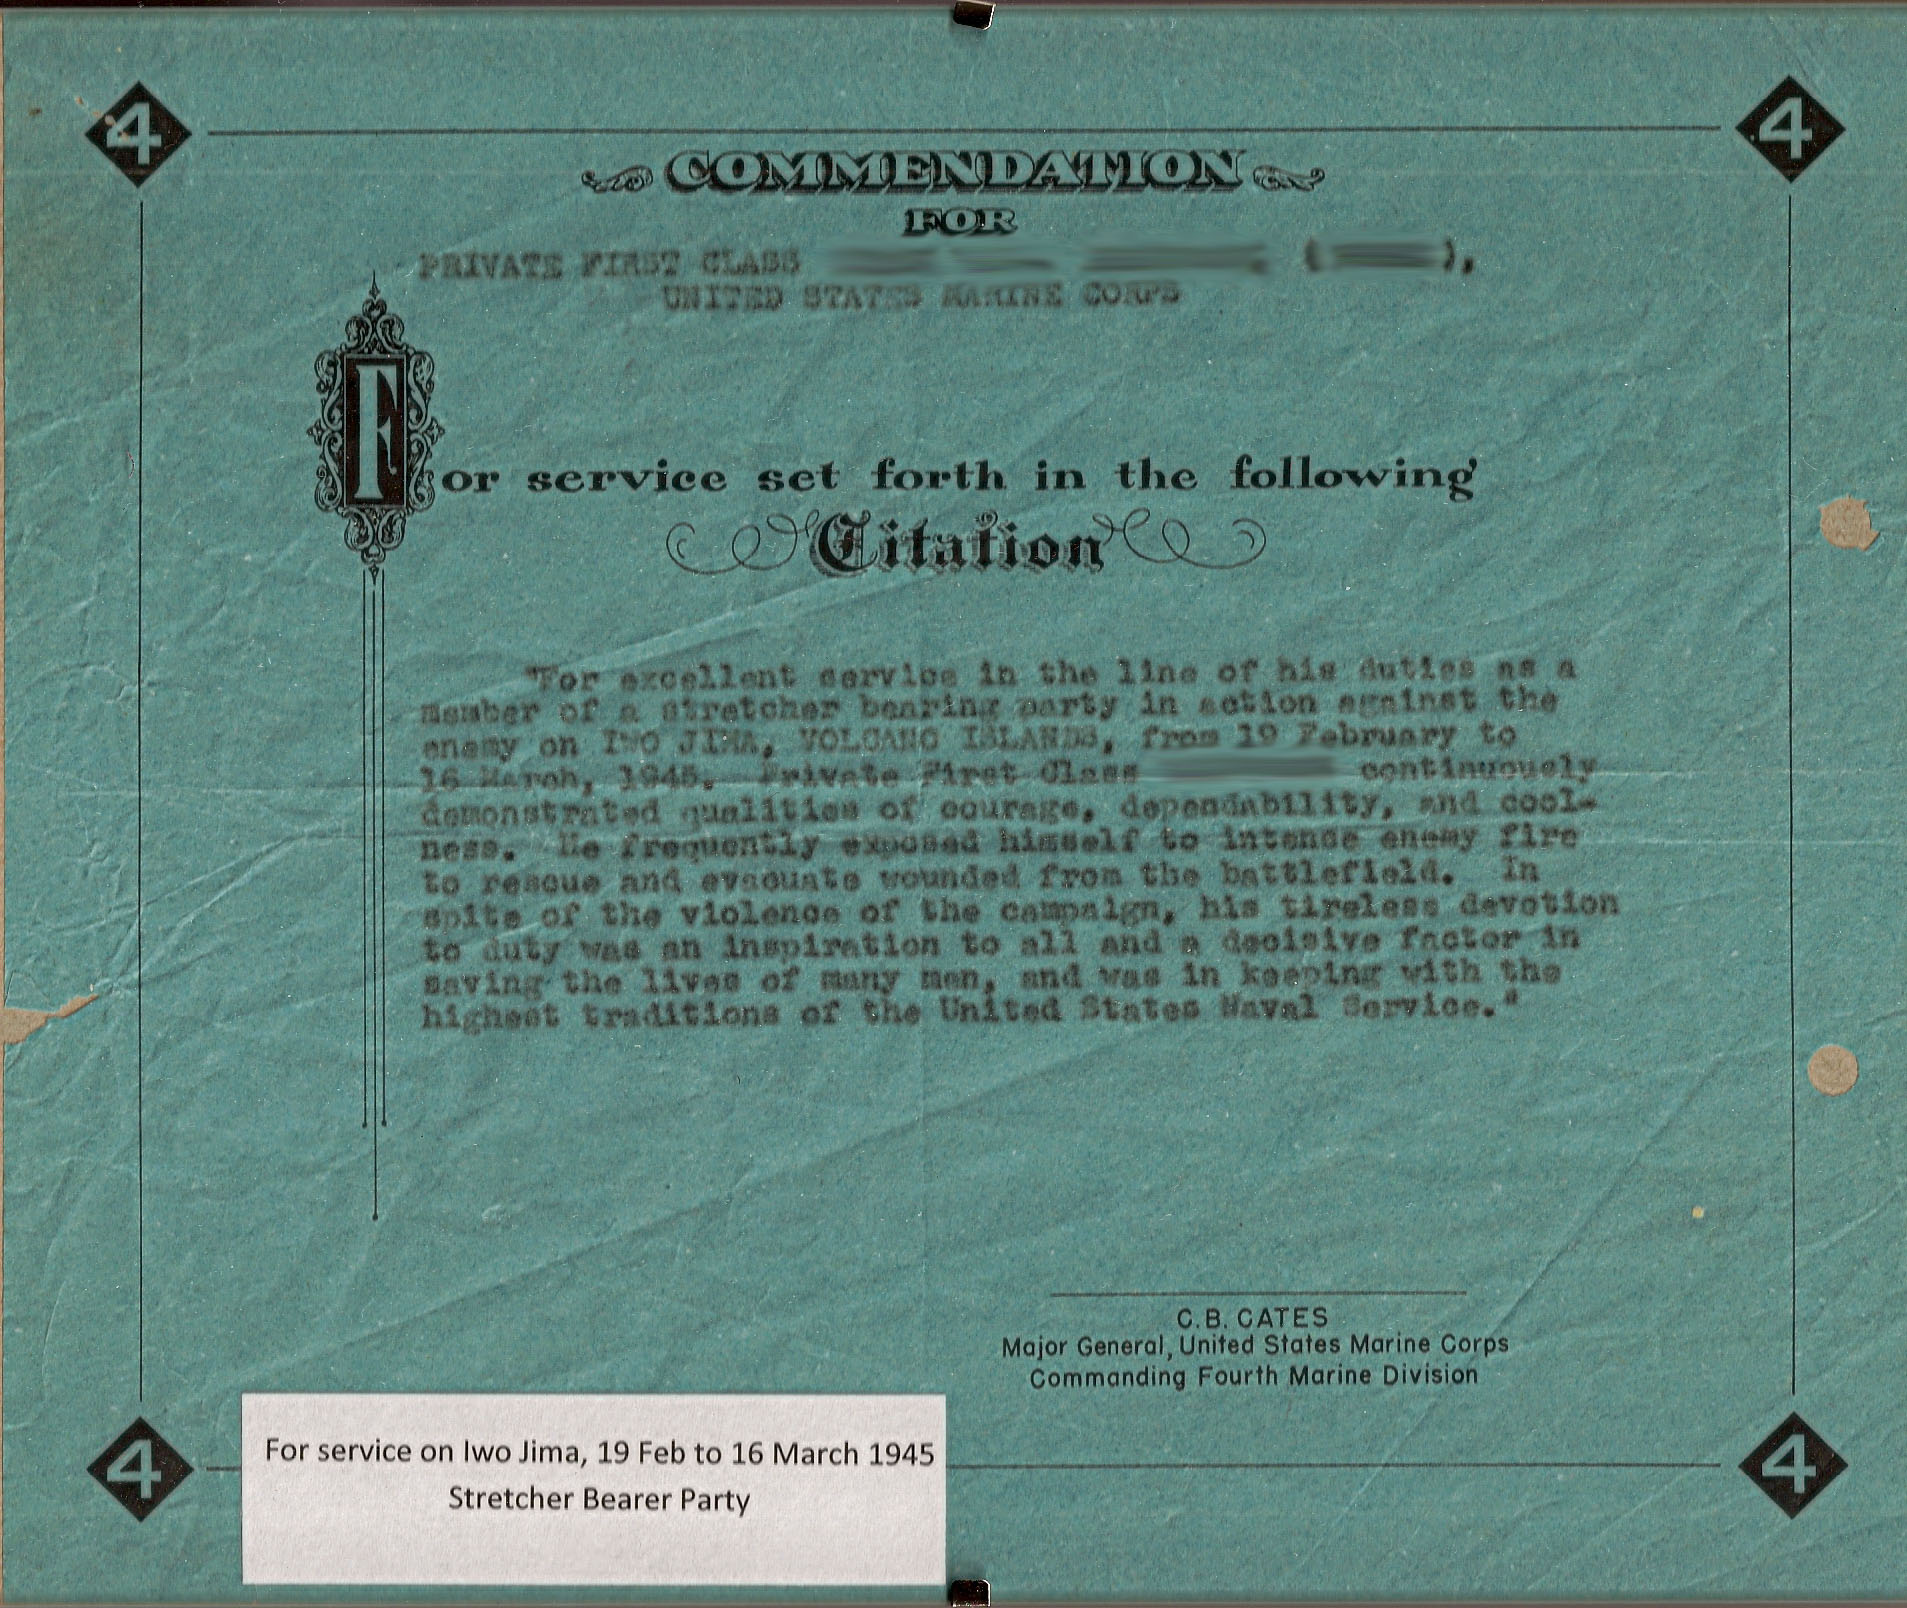 4 4
COMMENDATION
FOR
PRIVATE FIRST CLASS ( ),
UNITED STATES MARINE CORPS
For service set forth in the following
Citation
"For excellent service in the line of his duties as a
member of a stretcher bearing party in action against the
enemy on IWO JIMA, VOLCANO ISLANDS, from 19 February to
16 March, 1945. Private First Class continuously
demonstrated qualities of courage, dependability, and cool-
ness. He frequently exposed himself to intense enemy fire
to rescue and evacuate wounded from the battlefield. In
spite of the violence of the campaign, his tireless devotion
to duty was an inspiration to all and a decisive factor in
saving the lives of many men, and was in keeping with the
highest traditions of the United States Naval Service."
C.B. CATES
Major General, United States Marine Corps
Commanding Fourth Marine Division
4 4
For service on Iwo Jima, 19 Feb to 16 March 1945
Stretcher Bearer Party